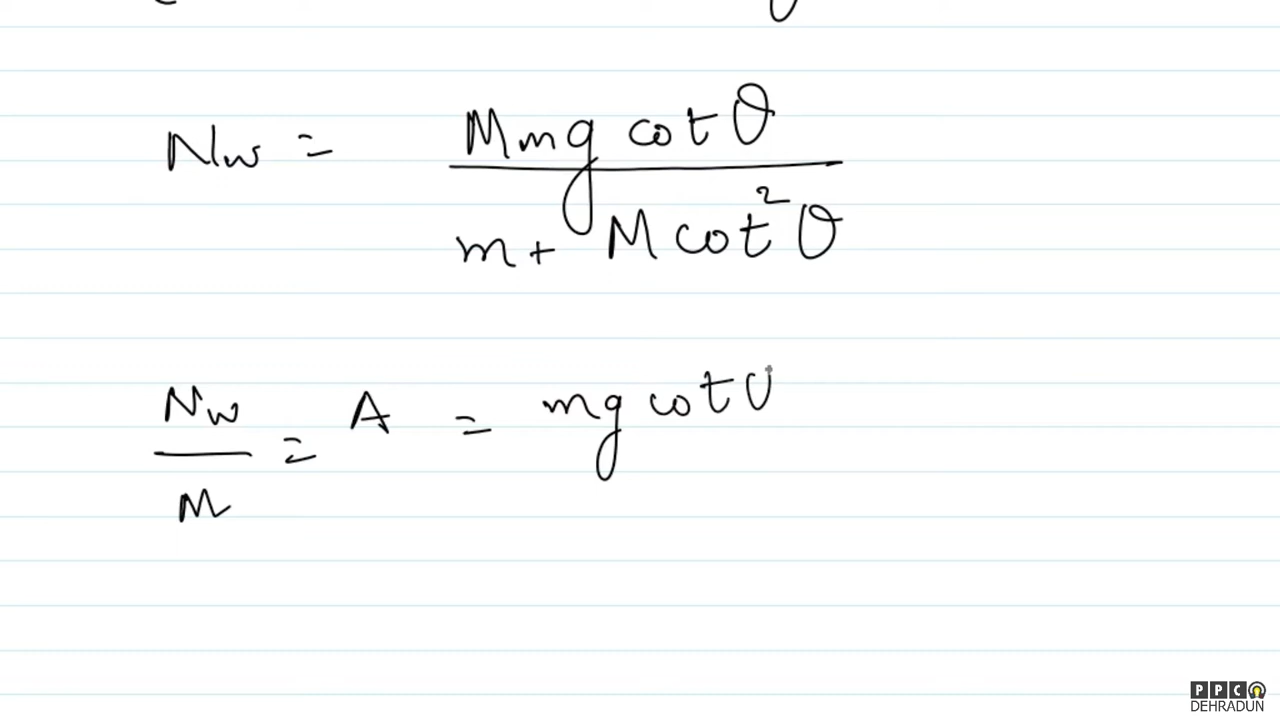 Nw = Mmg cot θ / m + M cot² θ
Nw / M = A = mg cot θ
PPC
DEHRADUN